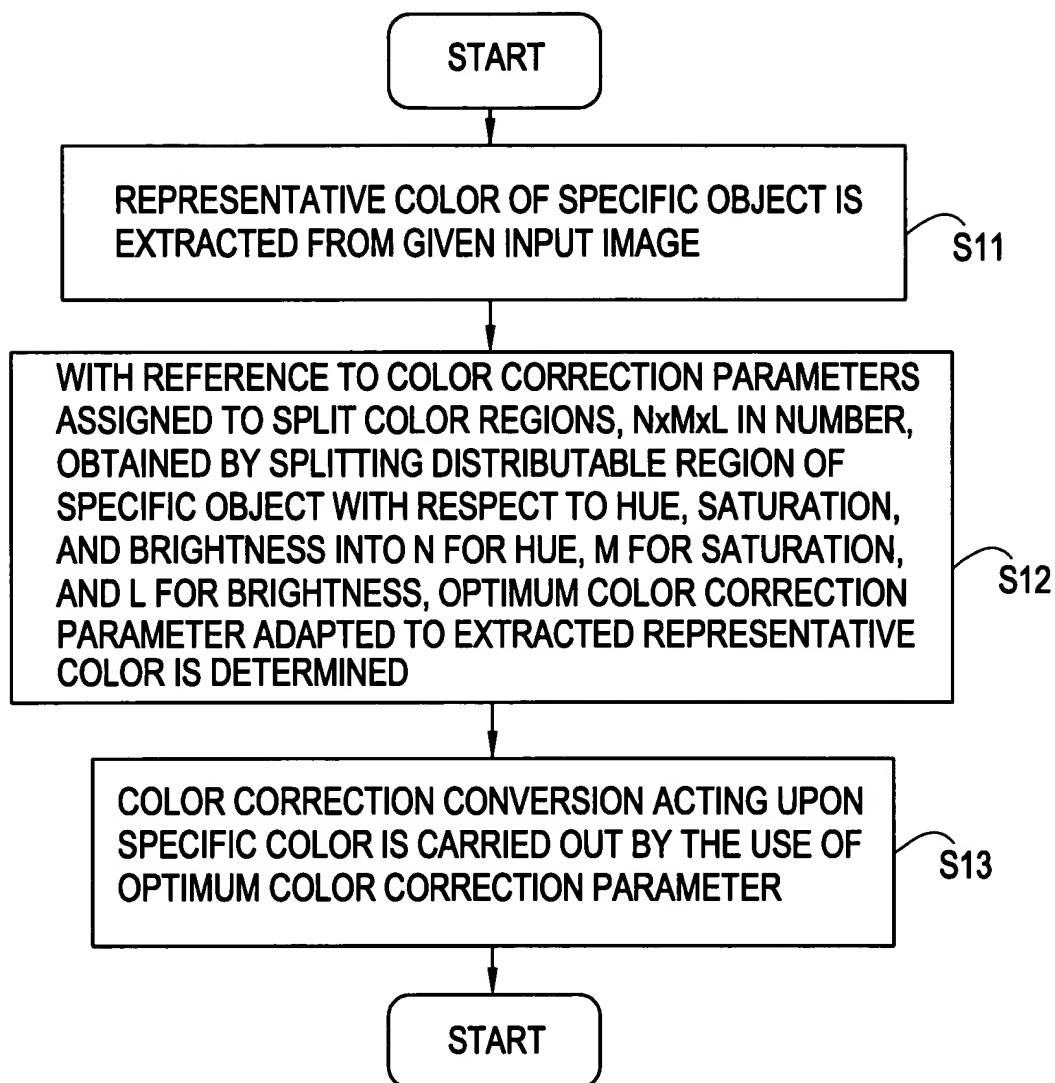 START
REPRESENTATIVE COLOR OF SPECIFIC OBJECT IS
EXTRACTED FROM GIVEN INPUT IMAGE
S11
WITH REFERENCE TO COLOR CORRECTION PARAMETERS
ASSIGNED TO SPLIT COLOR REGIONS, NxMxL IN NUMBER,
OBTAINED BY SPLITTING DISTRIBUTABLE REGION OF
SPECIFIC OBJECT WITH RESPECT TO HUE, SATURATION,
AND BRIGHTNESS INTO N FOR HUE, M FOR SATURATION,
AND L FOR BRIGHTNESS, OPTIMUM COLOR CORRECTION
PARAMETER ADAPTED TO EXTRACTED REPRESENTATIVE
COLOR IS DETERMINED
S12
COLOR CORRECTION CONVERSION ACTING UPON
SPECIFIC COLOR IS CARRIED OUT BY THE USE OF
OPTIMUM COLOR CORRECTION PARAMETER
S13
START